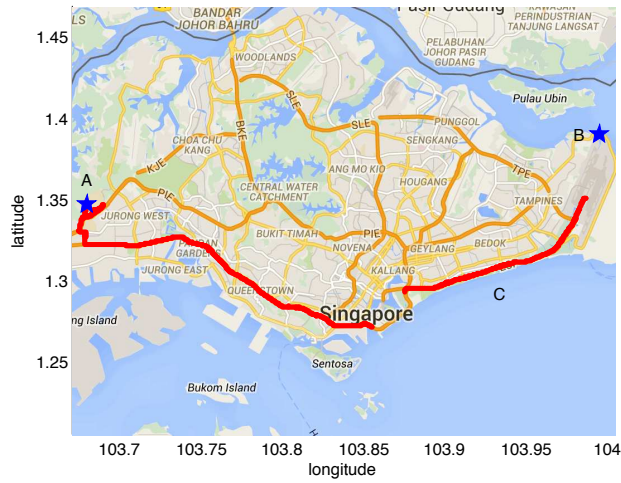 LS
BANDAR
JOHOR BAHRU
Pasir Gudang
KAWASAN
PERINDUSTRIAN
TANJUNG LANGSAT
PELABUHAN
JOHOR PASIR
GUDANG
1.45
WOODLANDS
SLE
Pulau Ubin
1.4
BKE
SLE
PUNGGOL
B
CHOA CHU
KANG
SENGKANG
KJE
ANG MO KIO
TPE
A
PIE
CENTRAL WATER
CATCHMENT
HOUGANG
TAMPINES
1.35
JURONG WEST
BUKIT TIMAH
PIE
NOVENA
GEYLANG
BEDOK
PANDAN
GARDENS
JURONG EAST
KALLANG
1.3
QUEENSTOWN
C
ng Island
Singapore
1.25
Sentosa
Bukom Island
latitude
103.7
103.75
103.8
103.85
103.9
103.95
104
longitude